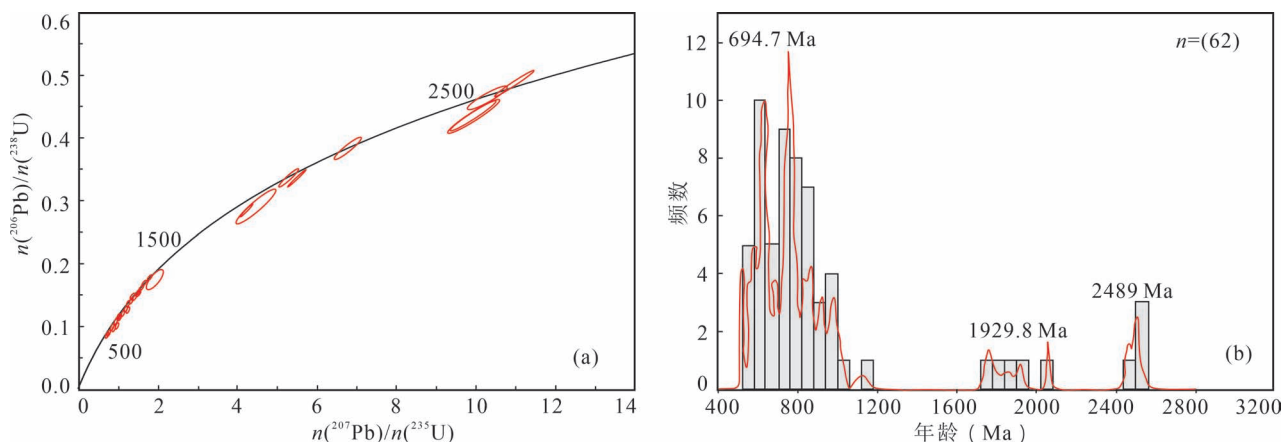 0.6
0.5
0.4
0.3
0.2
0.1
0.0
n(²⁰⁶Pb)/n(²³⁸U)
2500
1500
500
(a)
0 2 4 6 8 10 12 14
n(²⁰⁷Pb)/n(²³⁵U)
12
10
8
6
4
2
0
频数
694.7 Ma
n=(62)
2489 Ma
1929.8 Ma
(b)
400 800 1200 1600 2000 2400 2800 3200
年龄（Ma）